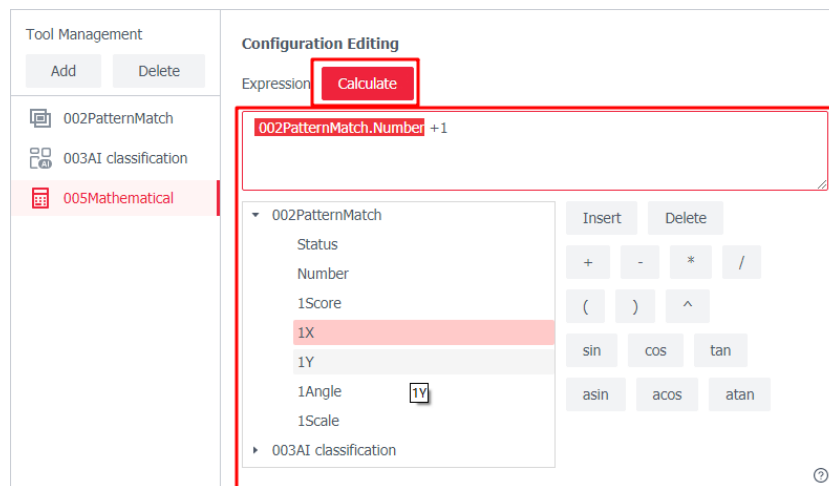 Tool Management
Add Delete
002PatternMatch
003AI classification
005Mathematical
Configuration Editing
Expression Calculate
002PatternMatch.Number +1
002PatternMatch
Status
Number
1Score
1X
1Y
1Angle
1Y
1Scale
003AI classification
Insert Delete
+ - * /
( ) ^
sin cos tan
asin acos atan
?